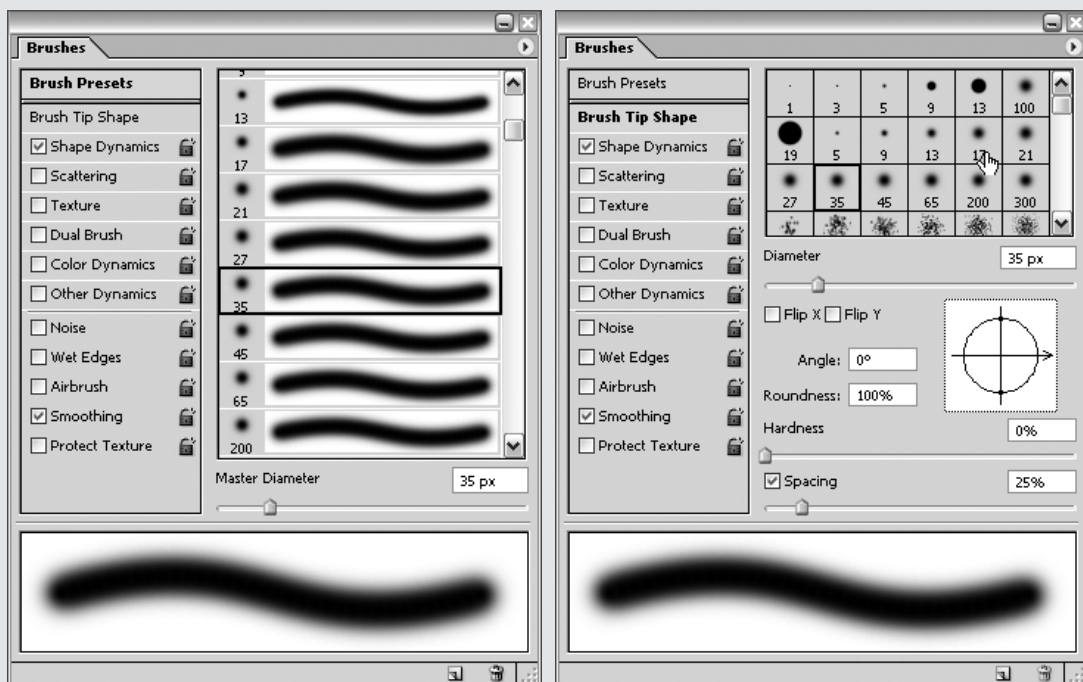 Brushes
Brush Presets
Brush Tip Shape
Shape Dynamics
Scattering
Texture
Dual Brush
Color Dynamics
Other Dynamics
Noise
Wet Edges
Airbrush
Smoothing
Protect Texture
13
17
21
27
35
45
65
200
Master Diameter 35 px
Brushes
Brush Presets
Brush Tip Shape
Shape Dynamics
Scattering
Texture
Dual Brush
Color Dynamics
Other Dynamics
Noise
Wet Edges
Airbrush
Smoothing
Protect Texture
1 3 5 9 13 100
19 5 9 13 17 21
27 35 45 65 200 300
Diameter 35 px
Flip X Flip Y
Angle: 0°
Roundness: 100%
Hardness 0%
Spacing 25%